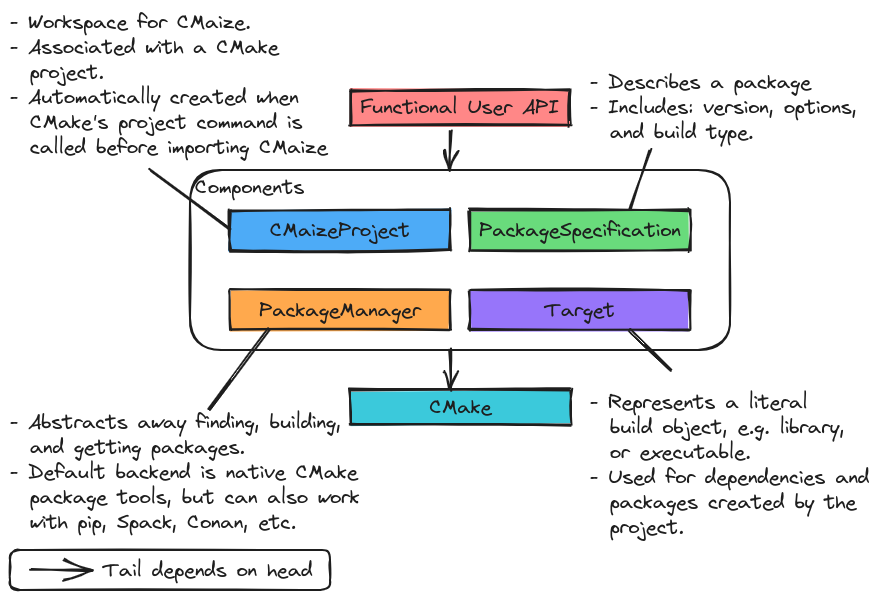 - Workspace for CMaize.
- Associated with a CMake
project.
- Automatically created when
CMake's project command is
called before importing CMaize
Functional User API
- Describes a package
- Includes: version, options,
and build type.
Components
CMaizeProject
PackageSpecification
PackageManager
Target
CMake
- Abstracts away finding, building,
and getting packages.
- Default backend is native CMake
package tools, but can also work
with pip, Spack, Conan, etc.
- Represents a literal
build object, e.g. library,
or executable.
- Used for dependencies and
packages created by the
project.
Tail depends on head